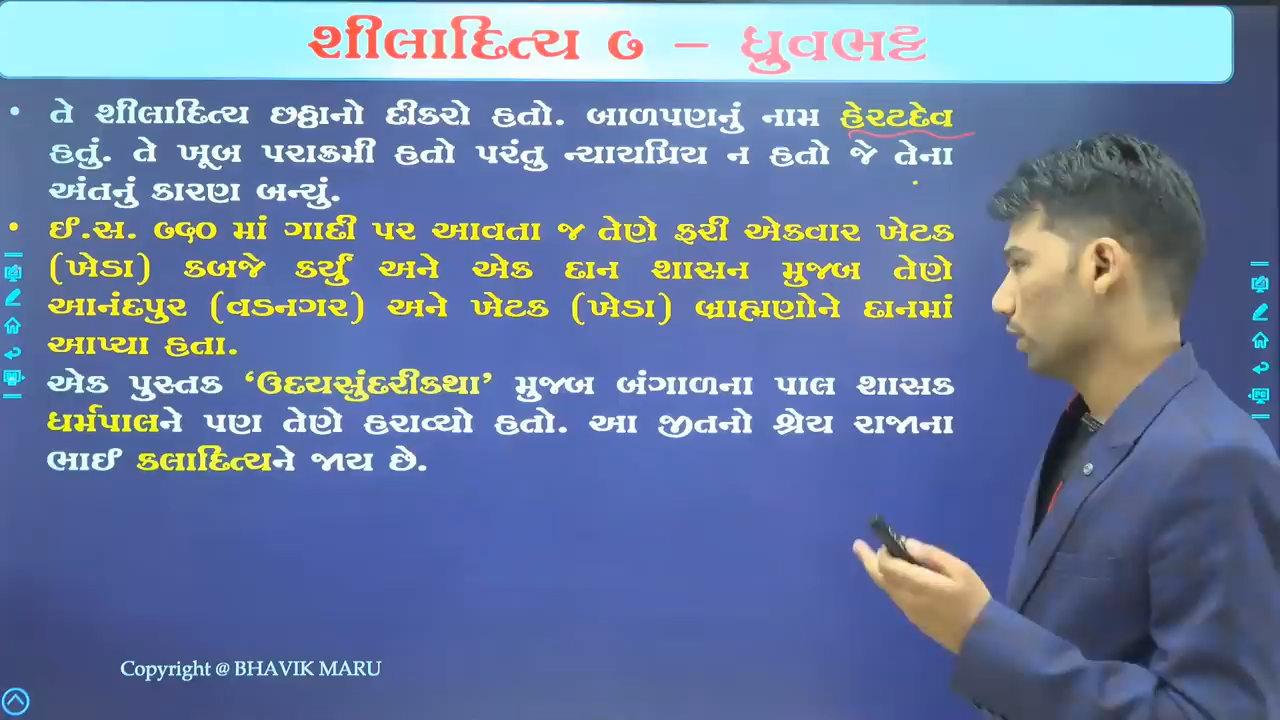 શીલાદિત્ય ૭ – ધ્રુવભટ્ટ
• તે શીલાદિત્ય છઠ્ઠાનો દીકરો હતો. બાળપણનું નામ હેરટદેવ
હતું. તે ખૂબ પરાક્રમી હતો પરંતુ ન્યાયપ્રિય ન હતો જે તેના
અંતનું કારણ બન્યું.
• ઈ.સ. ૭૫૦ માં ગાદી પર આવતા જ તેણે ફરી એકવાર ખેટક
(ખેડા) કબજે કર્યું અને એક દાન શાસન મુજબ તેણે
આનંદપુર (વડનગર) અને ખેટક (ખેડા) બ્રાહ્મણોને દાનમાં
આપ્યા હતા.
એક પુસ્તક ‘ઉદયસુંદરીકથા’ મુજબ બંગાળના પાલ શાસક
ધર્મપાલને પણ તેણે હરાવ્યો હતો. આ જીતનો શ્રેય રાજાના
ભાઈ કલાદિત્યને જાય છે.
Copyright @ BHAVIK MARU